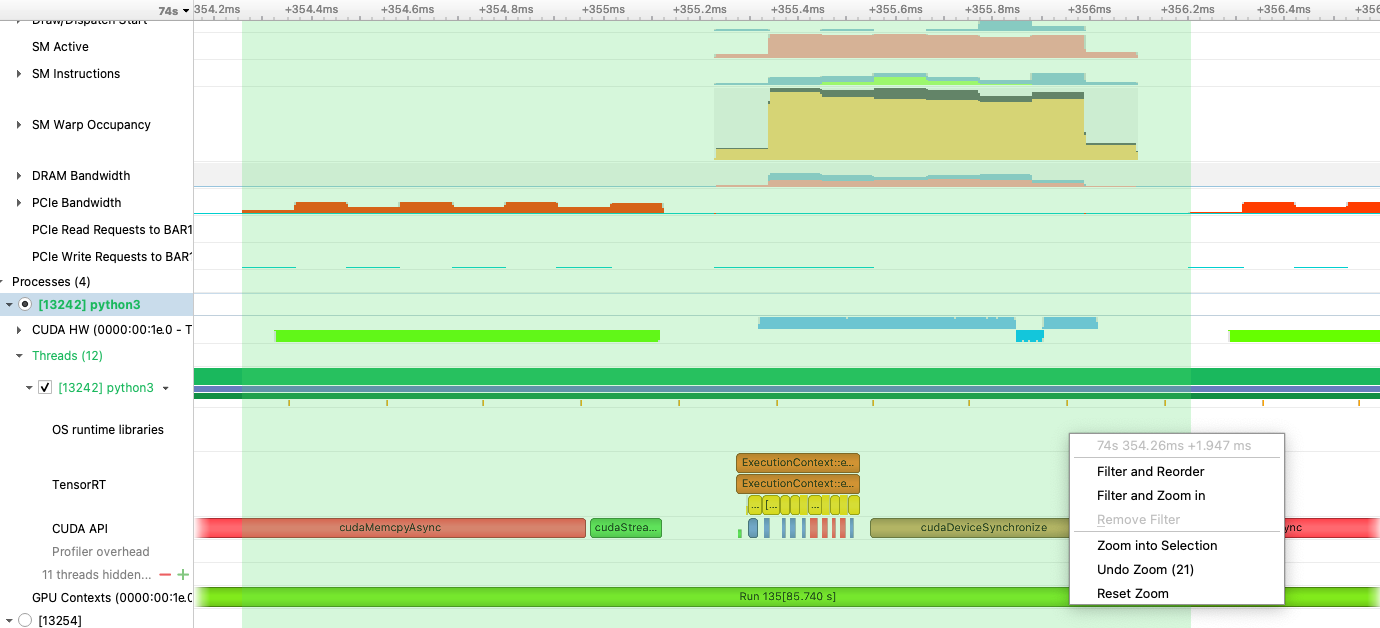 74s
+354.2ms +354.4ms +354.6ms +354.8ms +355ms +355.2ms +355.4ms +355.6ms +355.8ms +356ms +356.2ms +356.4ms
Draw/Dispatch Start
SM Active
SM Instructions
SM Warp Occupancy
DRAM Bandwidth
PCIe Bandwidth
PCIe Read Requests to BAR1
PCIe Write Requests to BAR1
Processes (4)
[13242] python3
CUDA HW (0000:00:1e.0 - T
Threads (12)
[13242] python3
OS runtime libraries
TensorRT
ExecutionContext::e...
ExecutionContext::e...
... [... ...
CUDA API
cudaMemcpyAsync cudaStrea... cudaDeviceSynchronize
Profiler overhead
11 threads hidden...
GPU Contexts (0000:00:1e.0
Run 135[85.740 s]
[13254]
74s 354.26ms +1.947 ms
Filter and Reorder
Filter and Zoom in
Remove Filter
Zoom into Selection
Undo Zoom (21)
Reset Zoom